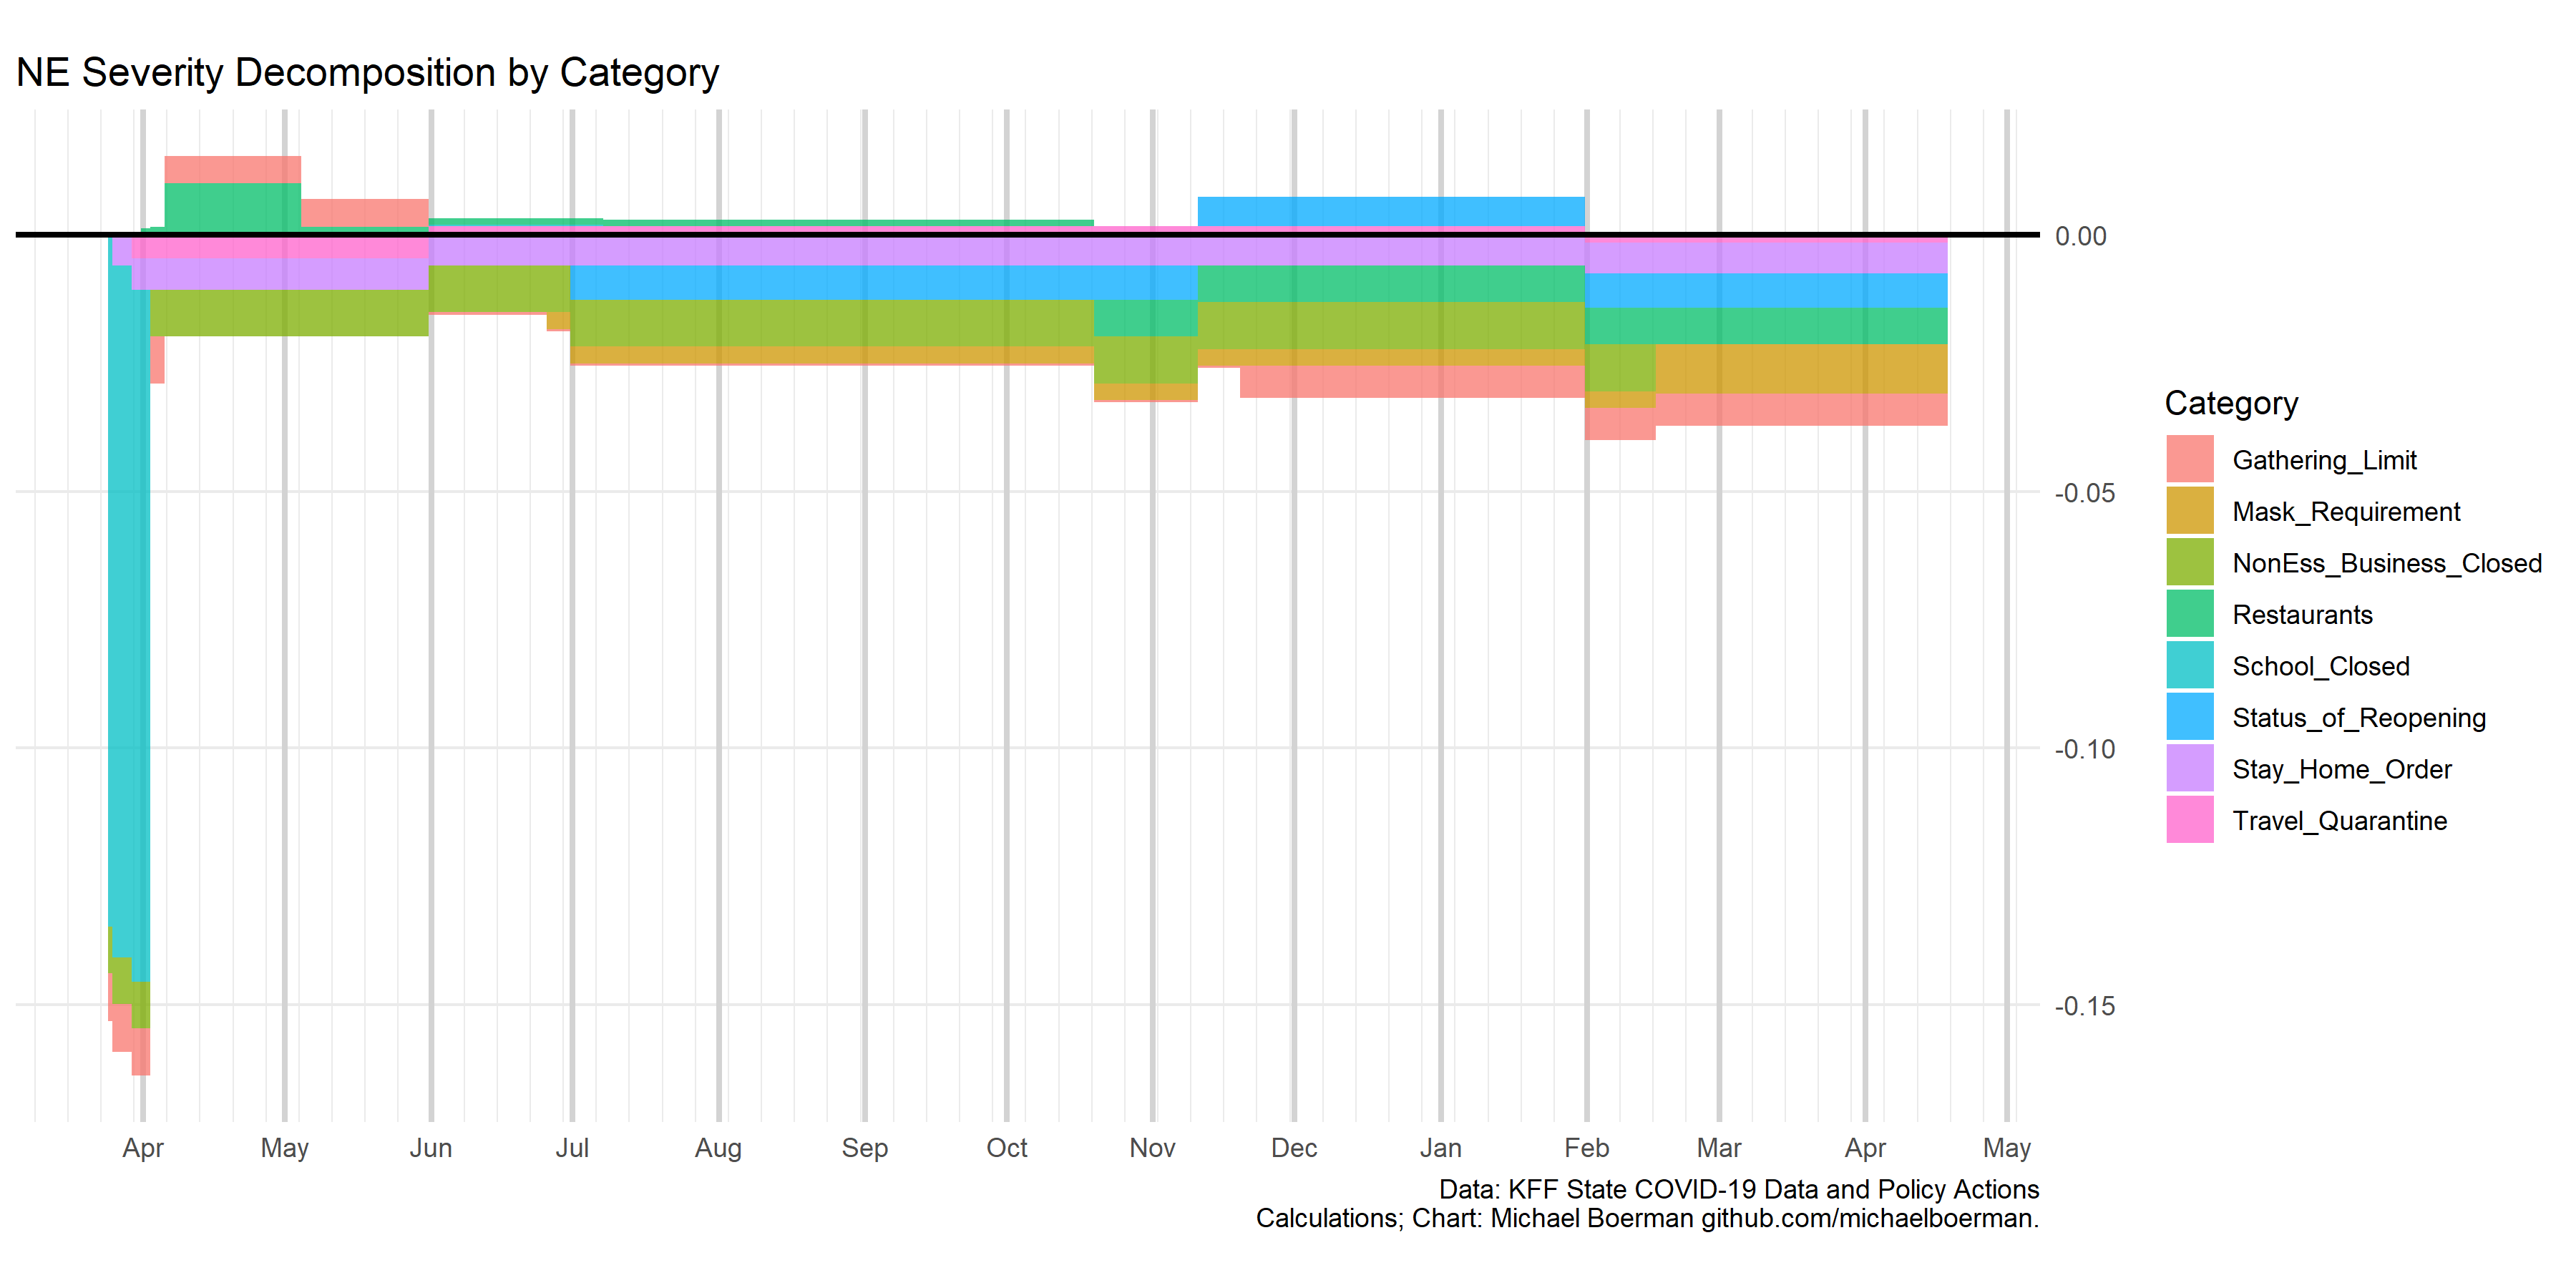 NE Severity Decomposition by Category
0.00
-0.05
-0.10
-0.15
Apr May Jun Jul Aug Sep Oct Nov Dec Jan Feb Mar Apr May
Data: KFF State COVID-19 Data and Policy Actions
Calculations; Chart: Michael Boerman github.com/michaelboerman.
Category
Gathering_Limit
Mask_Requirement
NonEss_Business_Closed
Restaurants
School_Closed
Status_of_Reopening
Stay_Home_Order
Travel_Quarantine